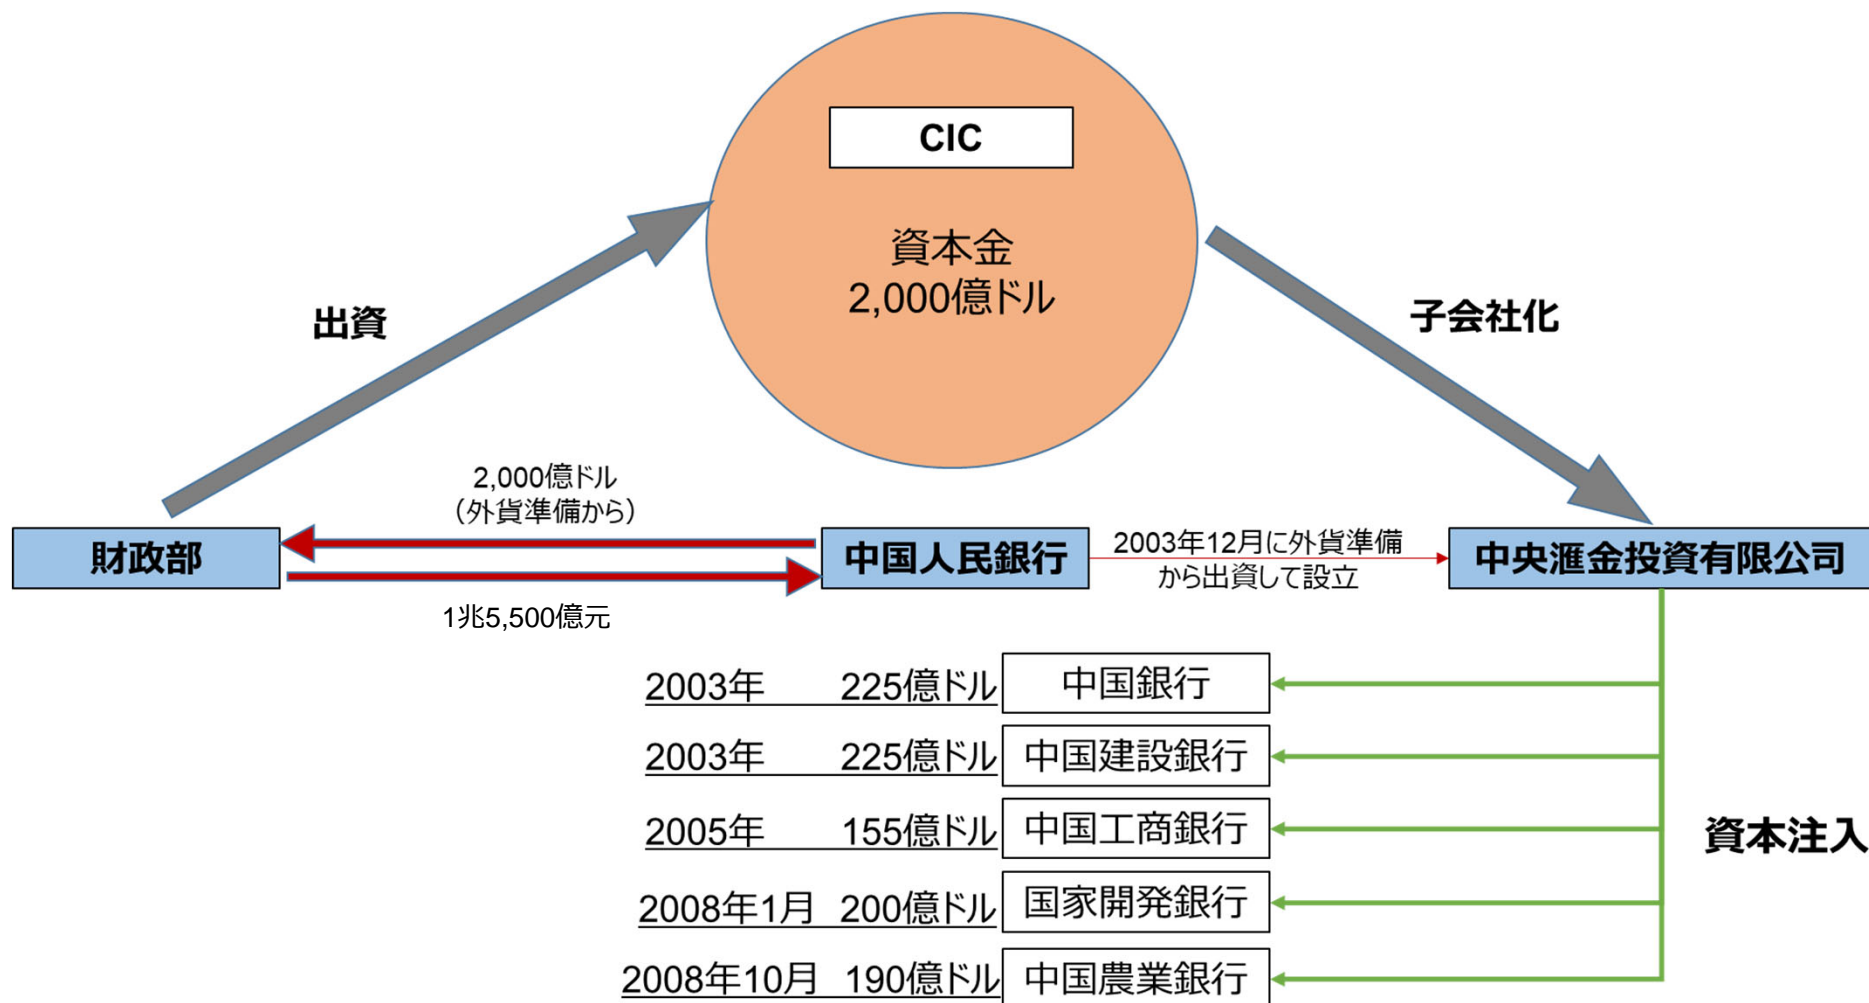 CIC
資本金
2,000億ドル
出資
子会社化
2,000億ドル
(外貨準備から)
財政部
中国人民銀行
2003年12月に外貨準備
から出資して設立
中央滙金投資有限公司
1兆5,500億元
2003年 225億ドル 中国銀行
2003年 225億ドル 中国建設銀行
2005年 155億ドル 中国工商銀行
資本注入
2008年1月 200億ドル 国家開発銀行
2008年10月 190億ドル 中国農業銀行